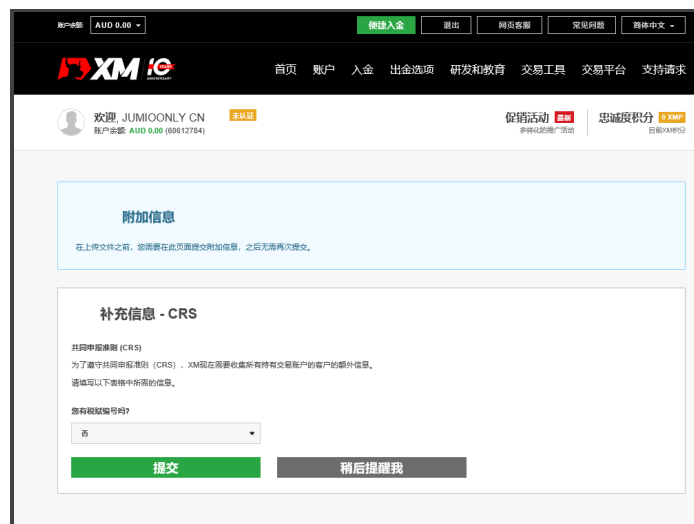 账户余额: AUD 0.00
便捷入金
退出
网页客服
常见问题
简体中文
XM 10 YEARS ANNIVERSARY
首页 账户 入金 出金选项 研发和教育 交易工具 交易平台 支持请求
欢迎, JUMIOONLY CN 未认证
账户余额: AUD 0.00 (60612784)
促销活动 最新
多样化的推广活动
忠诚度积分 0 XMP
目前XMP积分
附加信息
在上传文件之前，您需要在此页面提交附加信息，之后无需再次提交。
补充信息 - CRS
共同申报准则 (CRS)
为了遵守共同申报准则（CRS），XM现在需要收集所有持有交易账户的客户的额外信息。
请填写以下表格中所需的信息。
您有税赋编号吗?
否
提交
稍后提醒我